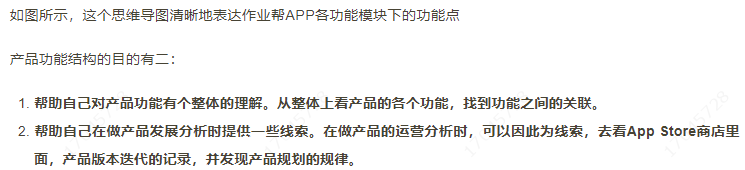 如图所示，这个思维导图清晰地表达作业帮APP各功能模块下的功能点
产品功能结构的目的有二：
1. 帮助自己对产品功能有个整体的理解。从整体上看产品的各个功能，找到功能之间的关联。
2. 帮助自己在做产品发展分析时提供一些线索。在做产品的运营分析时，可以因此为线索，去看App Store商店里
面，产品版本迭代的记录，并发现产品规划的规律。